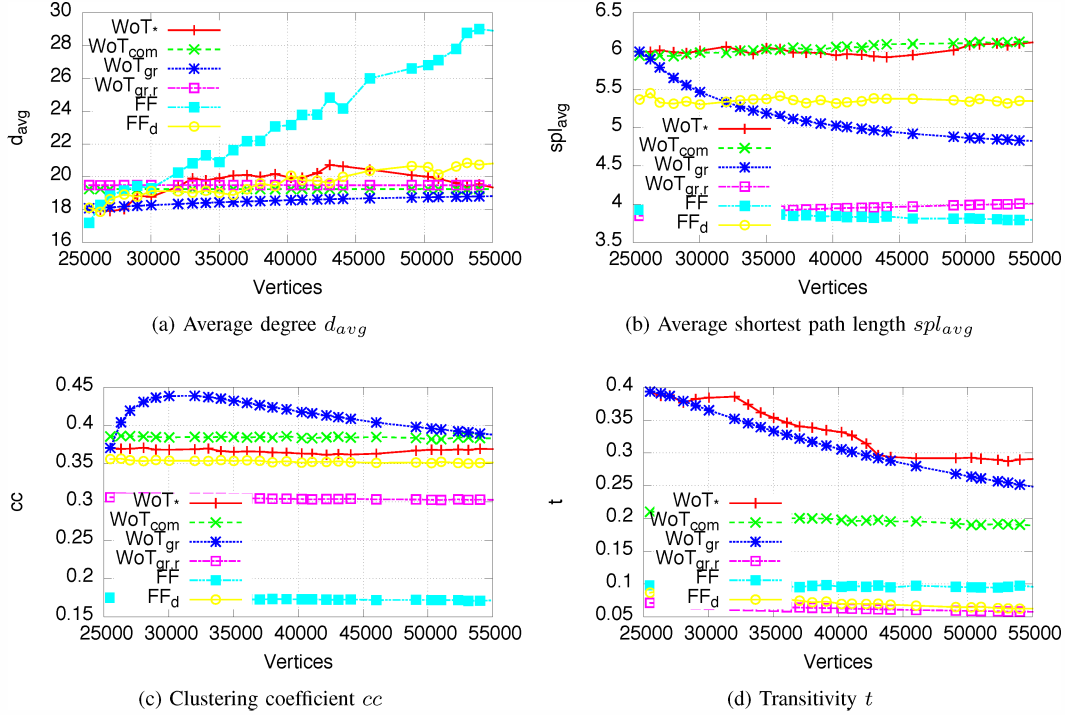 30
28
26
24
22
20
18
16
d_avg
WoT*
WoT_com
WoT_gr
WoT_gr,r
FF
FF_d
25000 30000 35000 40000 45000 50000 55000
Vertices
(a) Average degree d_avg
6.5
6
5.5
5
4.5
4
3.5
spl_avg
WoT*
WoT_com
WoT_gr
WoT_gr,r
FF
FF_d
25000 30000 35000 40000 45000 50000 55000
Vertices
(b) Average shortest path length spl_avg
0.45
0.4
0.35
0.3
0.25
0.2
0.15
cc
WoT*
WoT_com
WoT_gr
WoT_gr,r
FF
FF_d
25000 30000 35000 40000 45000 50000 55000
Vertices
(c) Clustering coefficient cc
0.4
0.35
0.3
0.25
0.2
0.15
0.1
0.05
t
WoT*
WoT_com
WoT_gr
WoT_gr,r
FF
FF_d
25000 30000 35000 40000 45000 50000 55000
Vertices
(d) Transitivity t